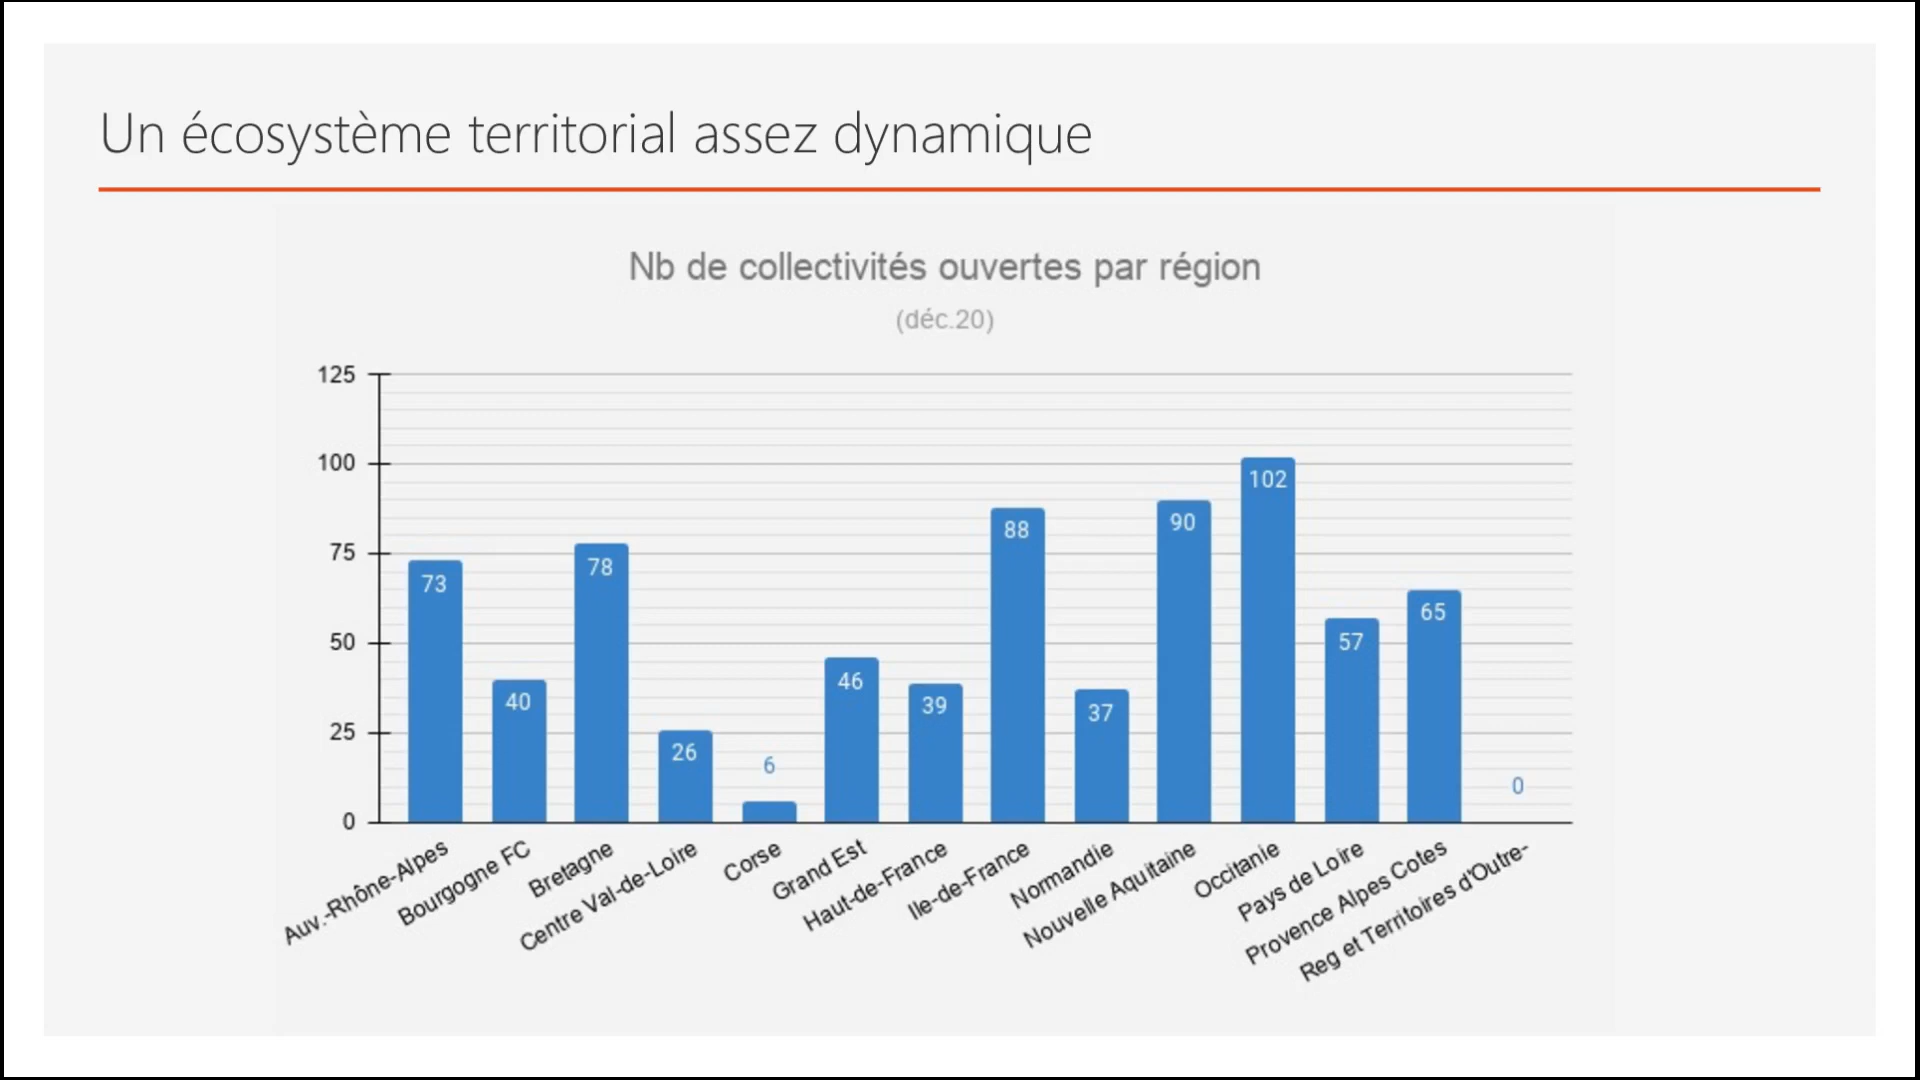 Un écosystème territorial assez dynamique
Nb de collectivités ouvertes par région
(déc.20)
125
100
75
50
25
0
73
40
78
26
6
46
39
88
37
90
102
57
65
0
Auv.-Rhône-Alpes
Bourgogne FC
Bretagne
Centre Val-de-Loire
Corse
Grand Est
Haut-de-France
Ile-de-France
Normandie
Nouvelle Aquitaine
Occitanie
Pays de Loire
Provence Alpes Cotes
Reg et Territoires d'Outre-